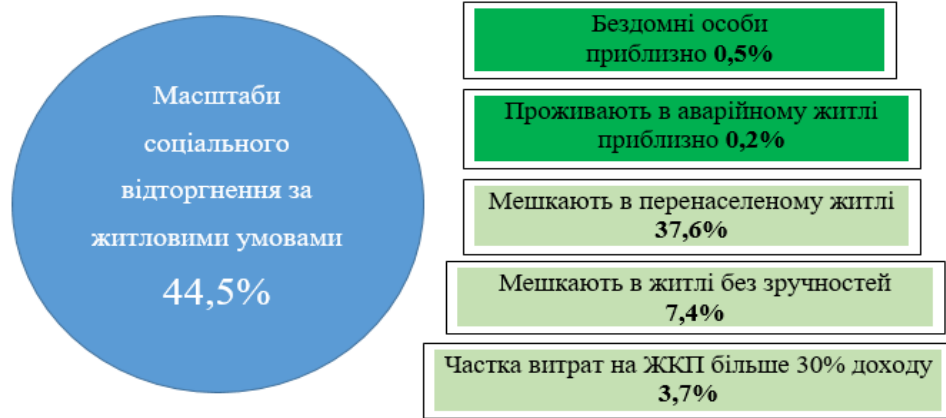 Масштаби
соціального
відторгнення за
житловими умовами
44,5%
Бездомні особи
приблизно 0,5%
Проживають в аварійному житлі
приблизно 0,2%
Мешкають в перенаселеному житлі
37,6%
Мешкають в житлі без зручностей
7,4%
Частка витрат на ЖКП більше 30% доходу
3,7%